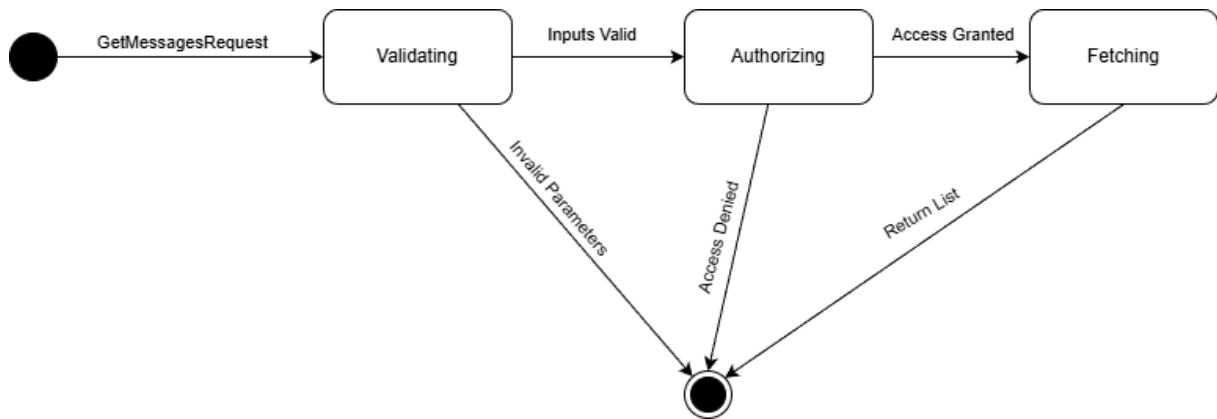 GetMessagesRequest
Validating
Inputs Valid
Authorizing
Access Granted
Fetching
Invalid Parameters
Access Denied
Return List